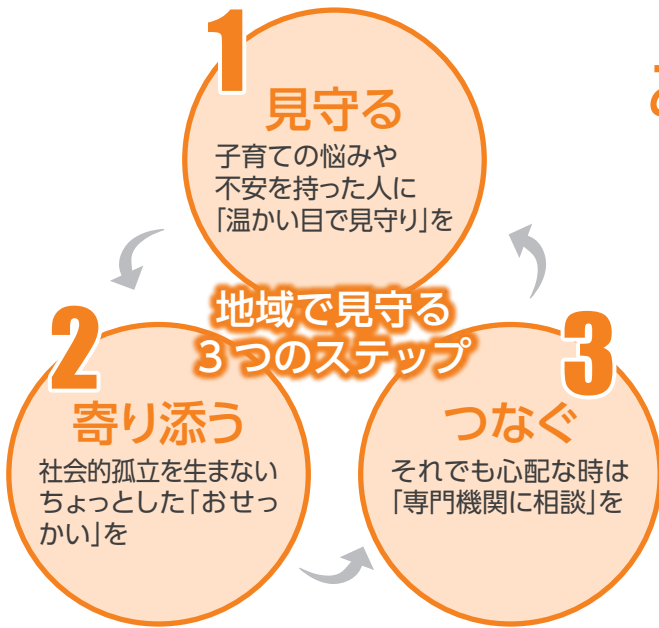 1
見守る
子育ての悩みや
不安を持った人に
「温かい目で見守り」を
地域で見守る
3つのステップ
2
寄り添う
社会的孤立を生まない
ちょっとした「おせっ
かい」を
3
つなぐ
それでも心配な時は
「専門機関に相談」を